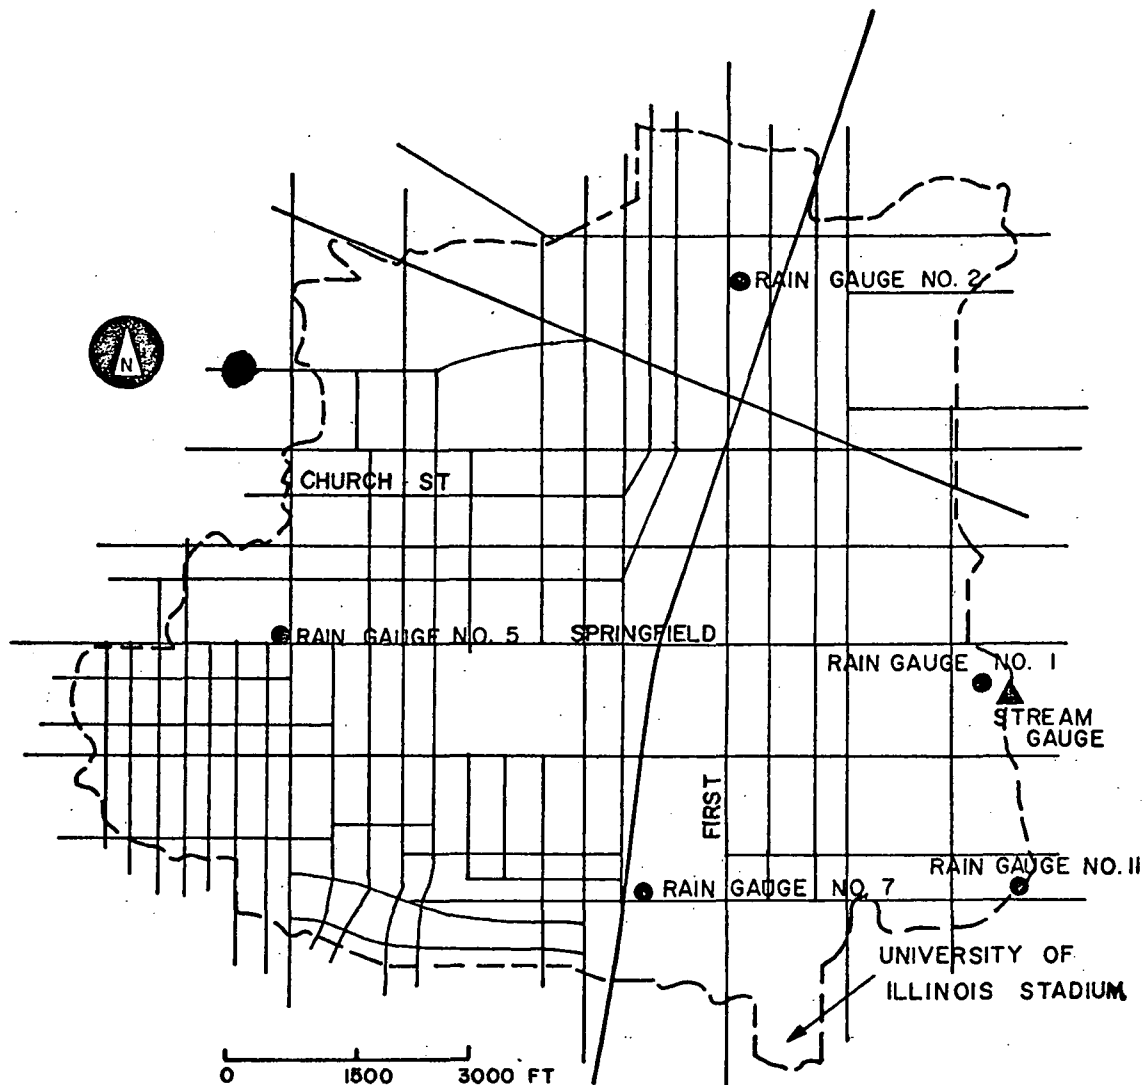 RAIN GAUGE NO. 2
N
CHURCH ST
RAIN GAUGE NO. 5
SPRINGFIELD
RAIN GAUGE NO. 1
STREAM
GAUGE
FIRST
RAIN GAUGE NO. 11
RAIN GAUGE NO. 7
UNIVERSITY OF
ILLINOIS STADIUM
0 1500 3000 FT